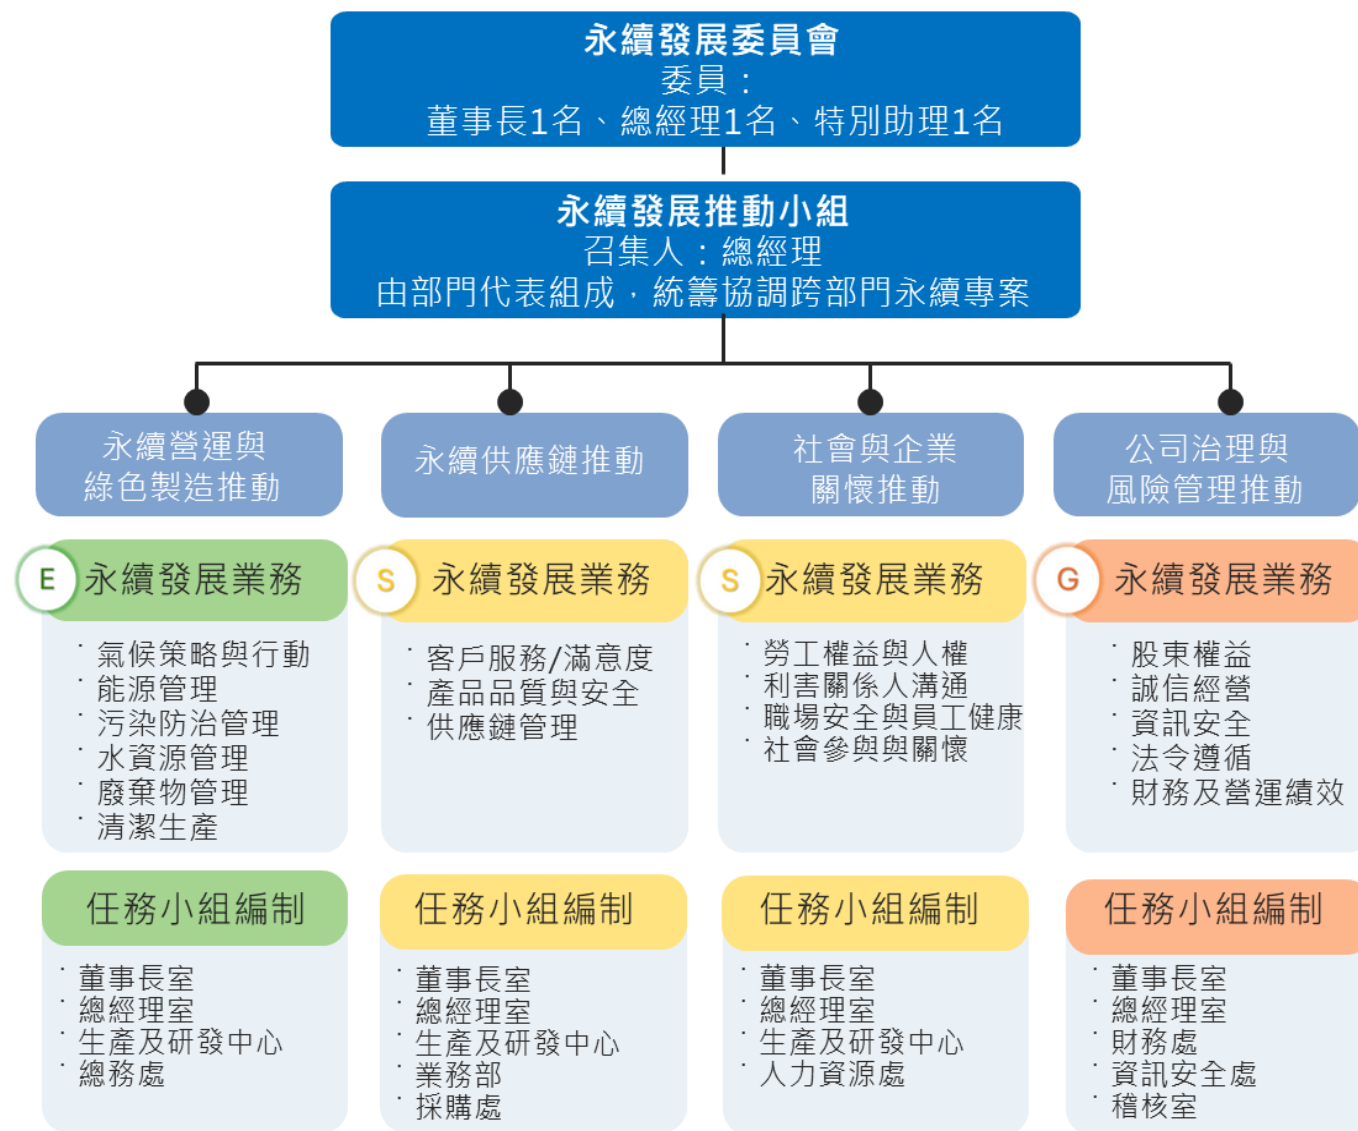 永續發展委員會
委員：
董事長1名、總經理1名、特別助理1名
永續發展推動小組
召集人：總經理
由部門代表組成，統籌協調跨部門永續專案
永續營運與
綠色製造推動
永續供應鏈推動
社會與企業
關懷推動
公司治理與
風險管理推動
E
永續發展業務
˙氣候策略與行動
˙能源管理
˙污染防治管理
˙水資源管理
˙廢棄物管理
˙清潔生產
S
永續發展業務
˙客戶服務/滿意度
˙產品品質與安全
˙供應鏈管理
S
永續發展業務
˙勞工權益與人權
˙利害關係人溝通
˙職場安全與員工健康
˙社會參與與關懷
G
永續發展業務
˙股東權益
˙誠信經營
˙資訊安全
˙法令遵循
˙財務及營運績效
任務小組編制
˙董事長室
˙總經理室
˙生產及研發中心
˙總務處
任務小組編制
˙董事長室
˙總經理室
˙生產及研發中心
˙業務部
˙採購處
任務小組編制
˙董事長室
˙總經理室
˙生產及研發中心
˙人力資源處
任務小組編制
˙董事長室
˙總經理室
˙財務處
˙資訊安全處
˙稽核室